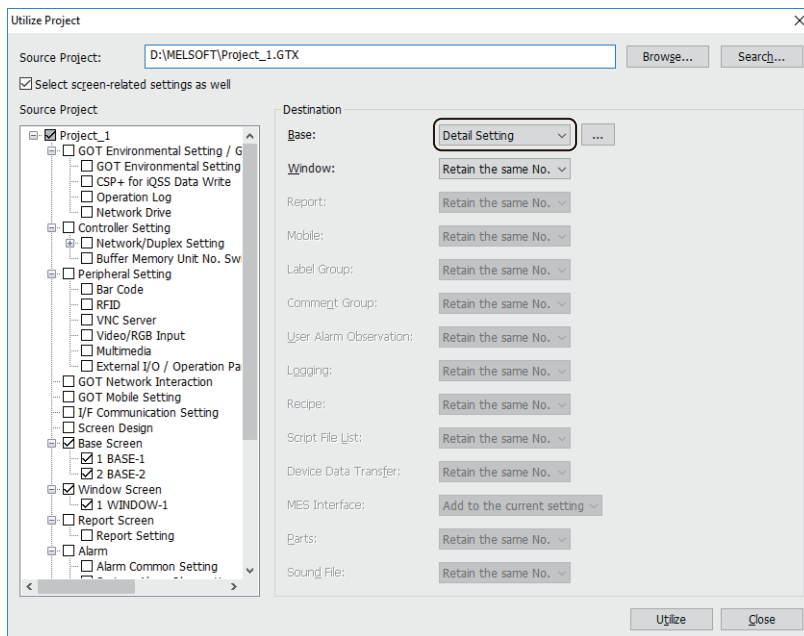 Utilize Project
Source Project: D:\MELSOFT\Project_1.GTX Browse... Search...
Select screen-related settings as well
Source Project
Project_1
GOT Environmental Setting / G
GOT Environmental Setting
CSP+ for iQSS Data Write
Operation Log
Network Drive
Controller Setting
Network/Duplex Setting
Buffer Memory Unit No. Sw
Peripheral Setting
Bar Code
RFID
VNC Server
Video/RGB Input
Multimedia
External I/O / Operation Pa
GOT Network Interaction
GOT Mobile Setting
I/F Communication Setting
Screen Design
Base Screen
1 BASE-1
2 BASE-2
Window Screen
1 WINDOW-1
Report Screen
Report Setting
Alarm
Alarm Common Setting
Destination
Base: Detail Setting ...
Window: Retain the same No.
Report: Retain the same No.
Mobile: Retain the same No.
Label Group: Retain the same No.
Comment Group: Retain the same No.
User Alarm Observation: Retain the same No.
Logging: Retain the same No.
Recipe: Retain the same No.
Script File List: Retain the same No.
Device Data Transfer: Retain the same No.
MES Interface: Add to the current setting
Parts: Retain the same No.
Sound File: Retain the same No.
Utilize Close